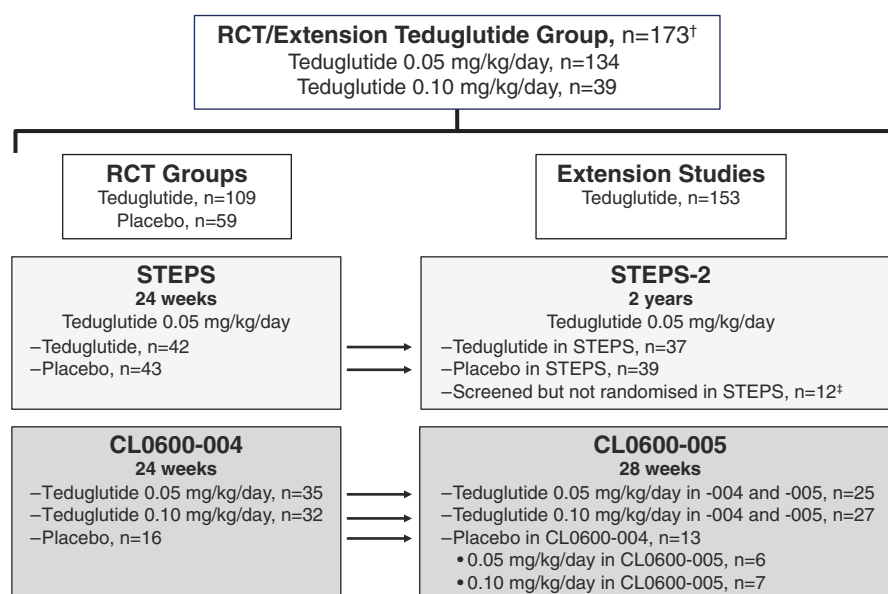 RCT/Extension Teduglutide Group, n=173†
Teduglutide 0.05 mg/kg/day, n=134
Teduglutide 0.10 mg/kg/day, n=39
RCT Groups
Teduglutide, n=109
Placebo, n=59
Extension Studies
Teduglutide, n=153
STEPS
24 weeks
Teduglutide 0.05 mg/kg/day
–Teduglutide, n=42
–Placebo, n=43
STEPS-2
2 years
Teduglutide 0.05 mg/kg/day
–Teduglutide in STEPS, n=37
–Placebo in STEPS, n=39
–Screened but not randomised in STEPS, n=12‡
CL0600-004
24 weeks
–Teduglutide 0.05 mg/kg/day, n=35
–Teduglutide 0.10 mg/kg/day, n=32
–Placebo, n=16
CL0600-005
28 weeks
–Teduglutide 0.05 mg/kg/day in -004 and -005, n=25
–Teduglutide 0.10 mg/kg/day in -004 and -005, n=27
–Placebo in CL0600-004, n=13
• 0.05 mg/kg/day in CL0600-005, n=6
• 0.10 mg/kg/day in CL0600-005, n=7